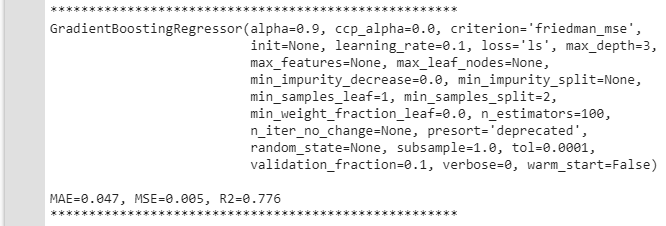 *****************************************************
GradientBoostingRegressor(alpha=0.9, ccp_alpha=0.0, criterion='friedman_mse',
                          init=None, learning_rate=0.1, loss='ls', max_depth=3,
                          max_features=None, max_leaf_nodes=None,
                          min_impurity_decrease=0.0, min_impurity_split=None,
                          min_samples_leaf=1, min_samples_split=2,
                          min_weight_fraction_leaf=0.0, n_estimators=100,
                          n_iter_no_change=None, presort='deprecated',
                          random_state=None, subsample=1.0, tol=0.0001,
                          validation_fraction=0.1, verbose=0, warm_start=False)

MAE=0.047, MSE=0.005, R2=0.776
*****************************************************